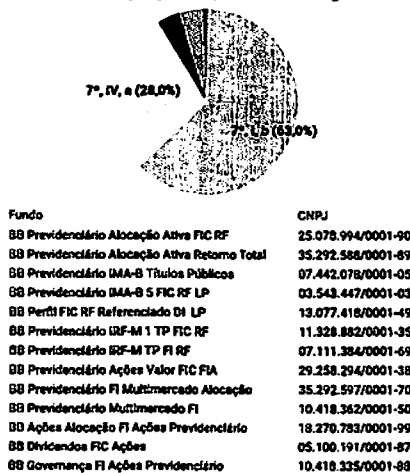 7º, IV, a (28,0%)
7º, I, b (63,0%)
Fundo CNPJ
BB Previdenciário Alocação Ativa FIC RF 25.078.994/0001-90
BB Previdenciário Alocação Ativa Retorno Total 35.292.588/0001-89
BB Previdenciário IMA-B Títulos Públicos 07.442.078/0001-05
BB Previdenciário IMA-B 5 FIC RF LP 03.543.447/0001-03
BB Perfil FIC RF Referenciado DI LP 13.077.418/0001-49
BB Previdenciário IRF-M 1 TP FIC RF 11.328.882/0001-35
BB Previdenciário IRF-M TP FI RF 07.111.384/0001-69
BB Previdenciário Ações Valor FIC FIA 29.258.294/0001-38
BB Previdenciário FI Multimercado Alocação 35.292.597/0001-70
BB Previdenciário Multimercado FI 10.418.362/0001-50
BB Ações Alocação FI Ações Previdenciário 18.270.783/0001-99
BB Dividendos FIC Ações 05.100.191/0001-87
BB Governança FI Ações Previdenciário 10.418.335/0001-88